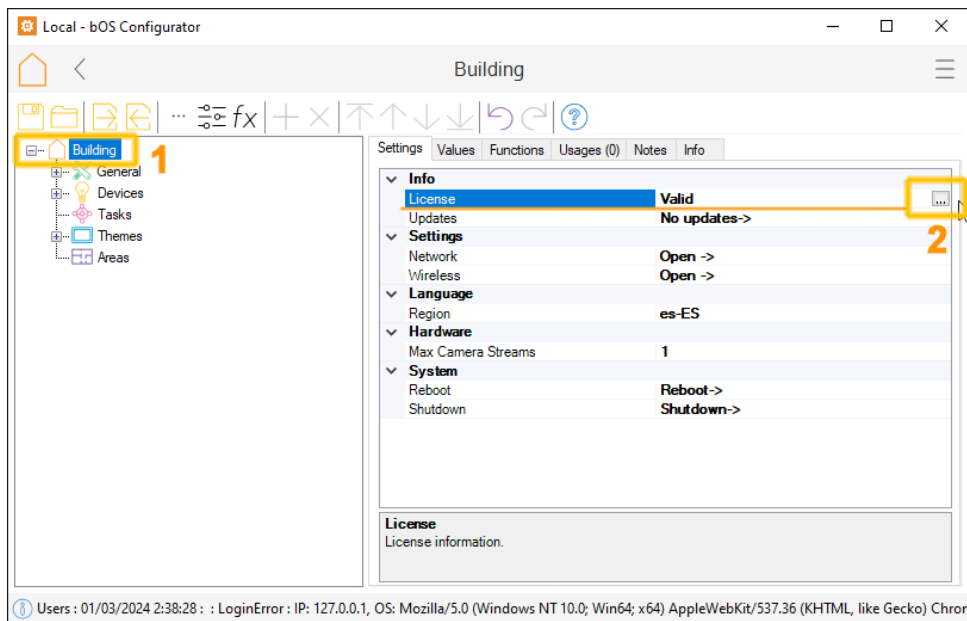 Local - bOS Configurator
Building
... fx ?
Building 1
General
Devices
Tasks
Themes
Areas
Settings Values Functions Usages (0) Notes Info
Info
License Valid ...
Updates No updates->
2
Settings
Network Open ->
Wireless Open ->
Language
Region es-ES
Hardware
Max Camera Streams 1
System
Reboot Reboot->
Shutdown Shutdown->
License
License information.
Users : 01/03/2024 2:38:28 : : LoginError : IP: 127.0.0.1, OS: Mozilla/5.0 (Windows NT 10.0; Win64; x64) AppleWebKit/537.36 (KHTML, like Gecko) Chror